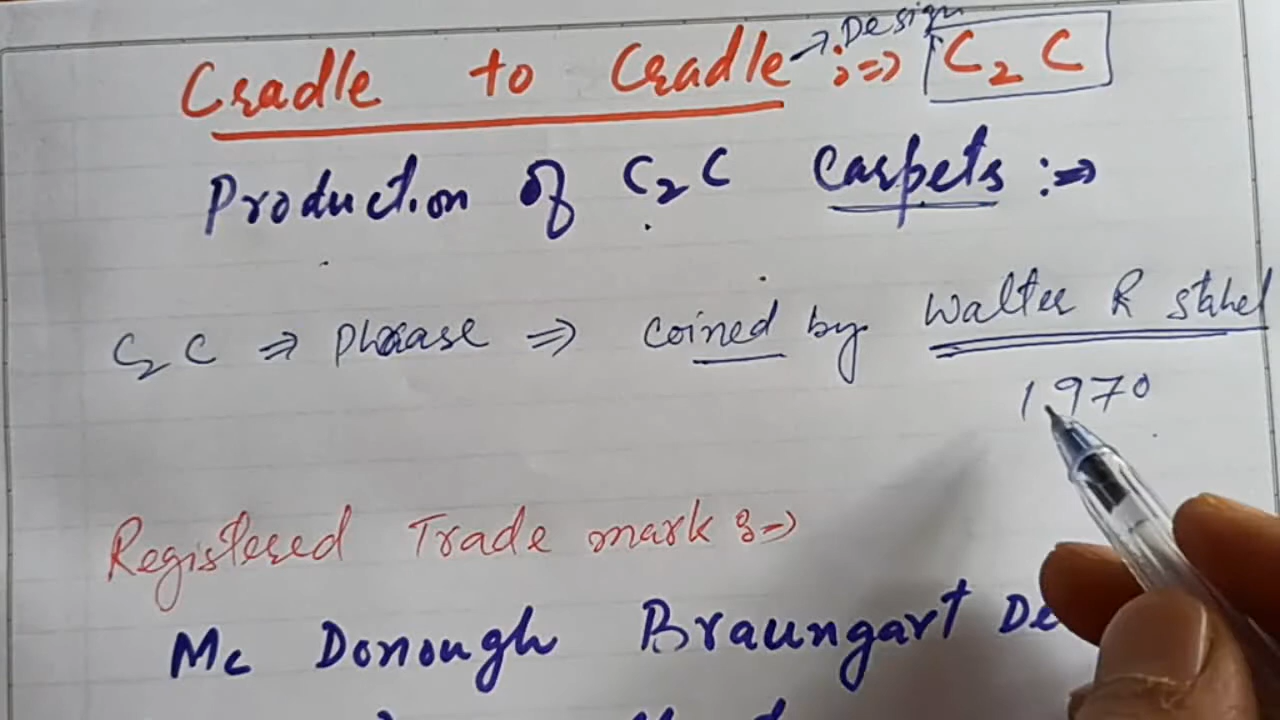 Cradle to Cradle → Design :⇒ C2C
Production of C2C Carpets :⇒
C2C ⇒ Phrase ⇒ coined by Walter R Stahel
1970
Registered Trade mark :⇒
Mc Donough Braungart De